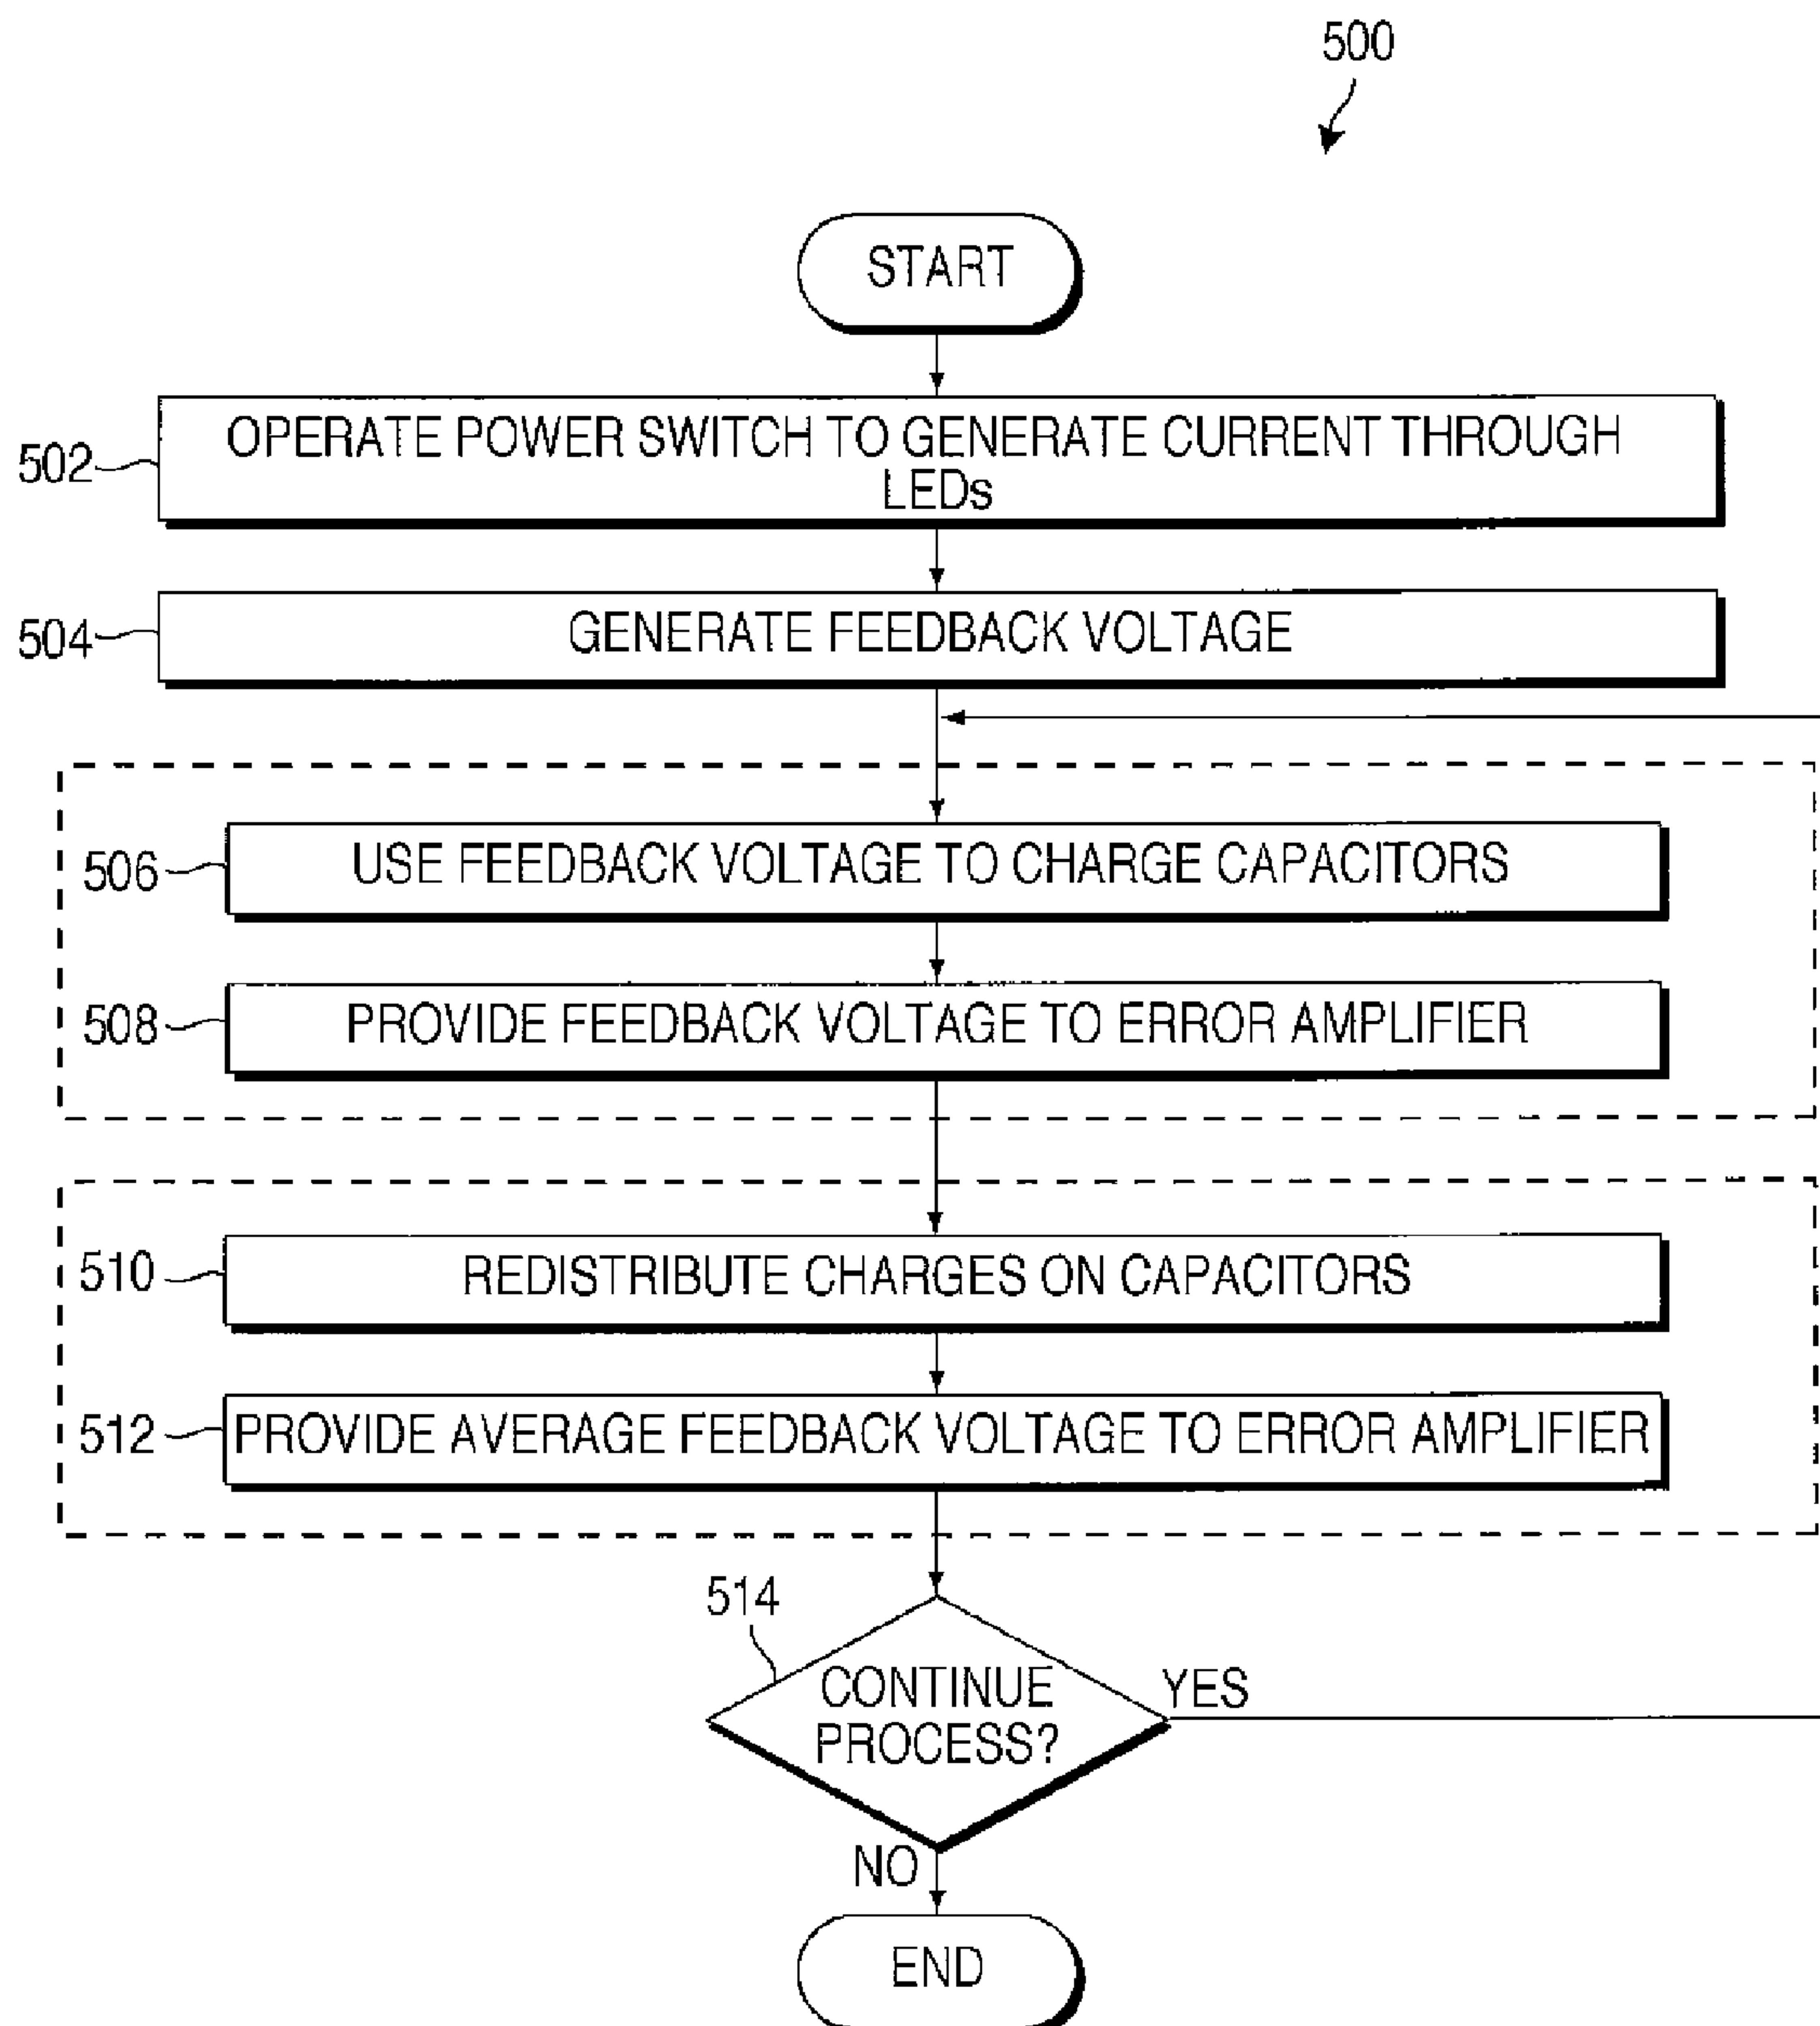 500
START
502
OPERATE POWER SWITCH TO GENERATE CURRENT THROUGH
LEDs
504
GENERATE FEEDBACK VOLTAGE
506
USE FEEDBACK VOLTAGE TO CHARGE CAPACITORS
508
PROVIDE FEEDBACK VOLTAGE TO ERROR AMPLIFIER
510
REDISTRIBUTE CHARGES ON CAPACITORS
512
PROVIDE AVERAGE FEEDBACK VOLTAGE TO ERROR AMPLIFIER
514
CONTINUE
PROCESS?
YES
NO
END